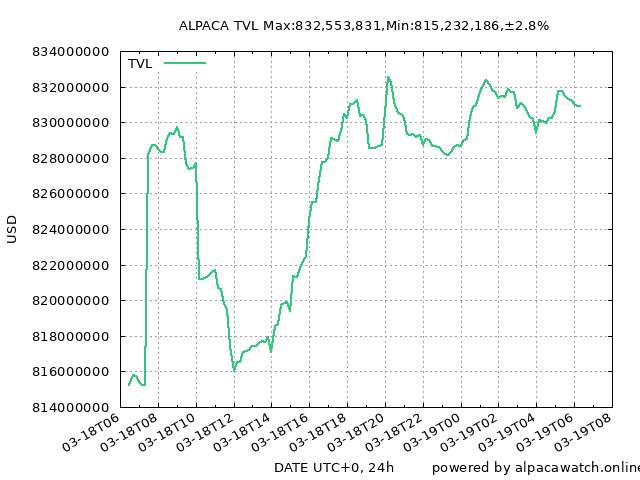 ALPACA TVL Max:832,553,831,Min:815,232,186,±2.8%
TVL
834000000
832000000
830000000
828000000
826000000
824000000
822000000
820000000
818000000
816000000
814000000
USD
03-18T06
03-18T08
03-18T10
03-18T12
03-18T14
03-18T16
03-18T18
03-18T20
03-18T22
03-19T00
03-19T02
03-19T04
03-19T06
03-19T08
DATE UTC+0, 24h
powered by alpacawatch.online